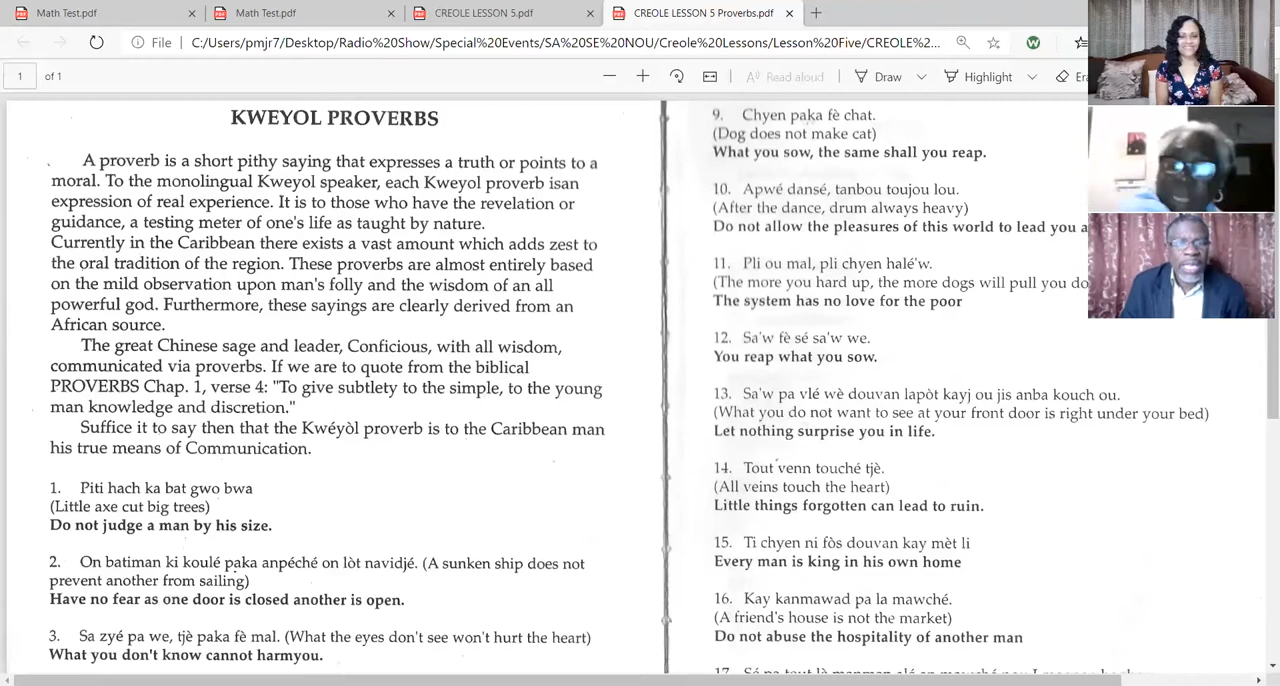 Math Test.pdf
Math Test.pdf
CREOLE LESSON 5.pdf
CREOLE LESSON 5 Proverbs.pdf
File
C:/Users/pmjr7/Desktop/Radio%20Show/Special%20Events/SA%20SE%20NOU/Creole%20Lessons/Lesson%20Five/CREOLE%2...
1
of 1
Read aloud
Draw
Highlight
Era
KWEYOL PROVERBS
A proverb is a short pithy saying that expresses a truth or points to a
moral. To the monolingual Kweyol speaker, each Kweyol proverb isan
expression of real experience. It is to those who have the revelation or
guidance, a testing meter of one's life as taught by nature.
Currently in the Caribbean there exists a vast amount which adds zest to
the oral tradition of the region. These proverbs are almost entirely based
on the mild observation upon man's folly and the wisdom of an all
powerful god. Furthermore, these sayings are clearly derived from an
African source.
The great Chinese sage and leader, Conficious, with all wisdom,
communicated via proverbs. If we are to quote from the biblical
PROVERBS Chap. 1, verse 4: "To give subtlety to the simple, to the young
man knowledge and discretion."
Suffice it to say then that the Kwéyòl proverb is to the Caribbean man
his true means of Communication.
1. Piti hach ka bat gwo bwa
(Little axe cut big trees)
Do not judge a man by his size.
2. On batiman ki koulé paka anpéché on lòt navidjé. (A sunken ship does not
prevent another from sailing)
Have no fear as one door is closed another is open.
3. Sa zyé pa we, tjè paka fè mal. (What the eyes don't see won't hurt the heart)
What you don't know cannot harmyou.
9. Chyen paka fè chat.
(Dog does not make cat)
What you sow, the same shall you reap.
10. Apwé dansé, tanbou toujou lou.
(After the dance, drum always heavy)
Do not allow the pleasures of this world to lead you a
11. Pli ou mal, pli chyen halé'w.
(The more you hard up, the more dogs will pull you do
The system has no love for the poor
12. Sa'w fè sé sa'w we.
You reap what you sow.
13. Sa'w pa vlé wè douvan lapòt kayj ou jis anba kouch ou.
(What you do not want to see at your front door is right under your bed)
Let nothing surprise you in life.
14. Tout venn touché tjè.
(All veins touch the heart)
Little things forgotten can lead to ruin.
15. Ti chyen ni fòs douvan kay mèt li
Every man is king in his own home
16. Kay kanmawad pa la mawché.
(A friend's house is not the market)
Do not abuse the hospitality of another man
17. Sé pa tout